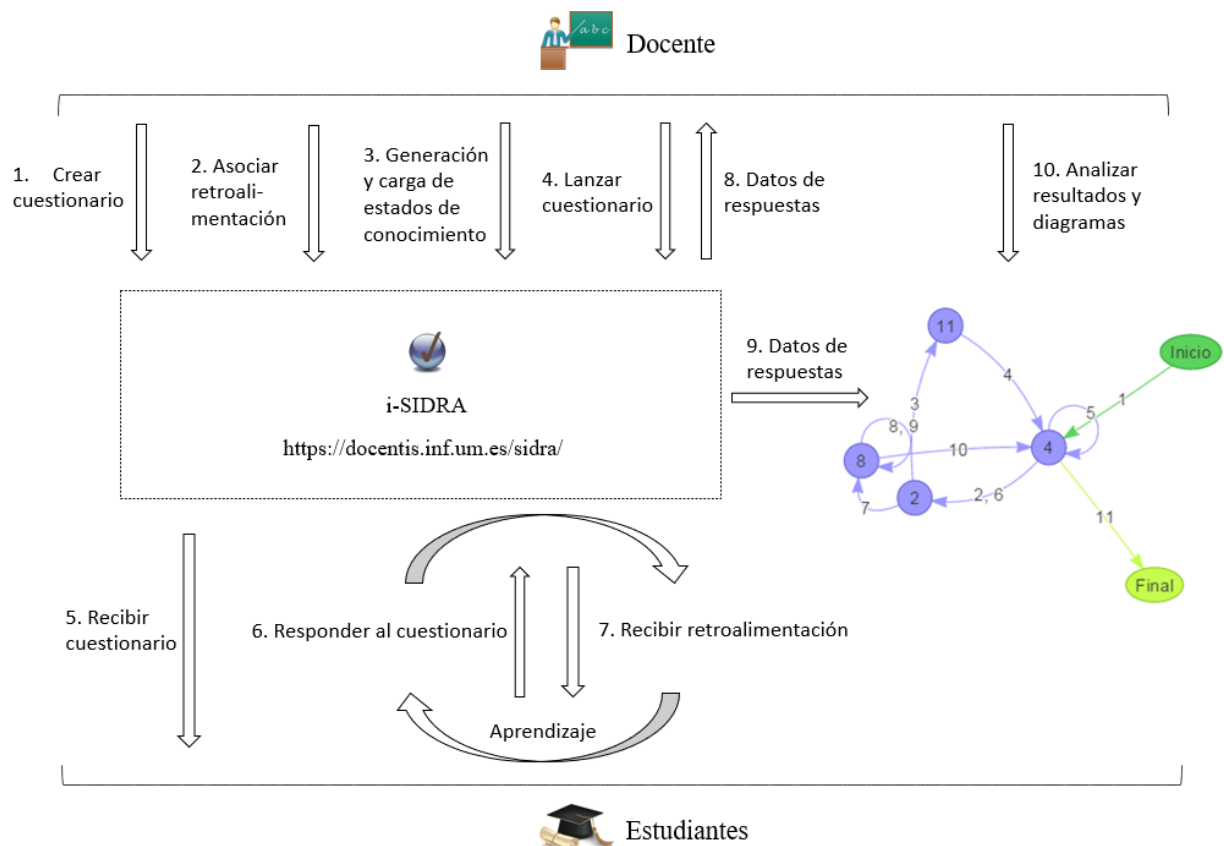 abc
Docente
1. Crear
cuestionario
2. Asociar
retroali-
mentación
3. Generación
y carga de
estados de
conocimiento
4. Lanzar
cuestionario
8. Datos de
respuestas
10. Analizar
resultados y
diagramas
i-SIDRA
https://docentis.inf.um.es/sidra/
9. Datos de
respuestas
11
Inicio
4
1
3
5
8, 9
8
10
4
2
2, 6
7
11
Final
5. Recibir
cuestionario
6. Responder al cuestionario
7. Recibir retroalimentación
Aprendizaje
Estudiantes